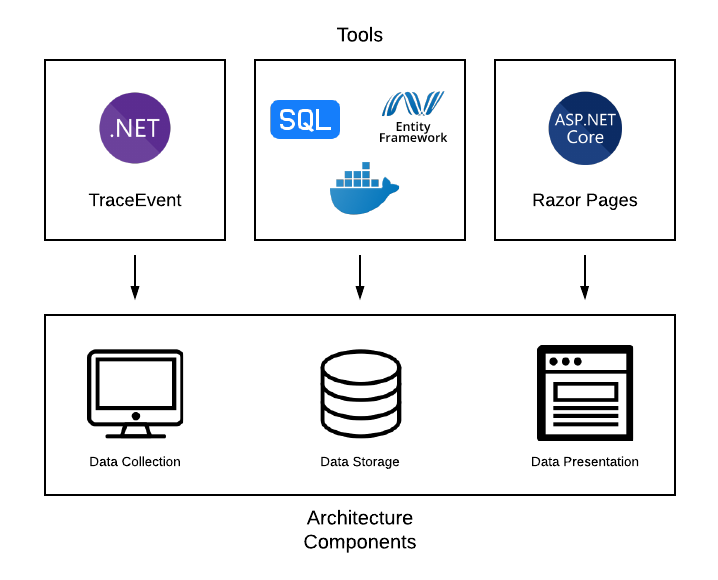 Tools
.NET
TraceEvent
SQL
Entity
Framework
ASP.NET
Core
Razor Pages
Data Collection
Data Storage
Data Presentation
Architecture
Components